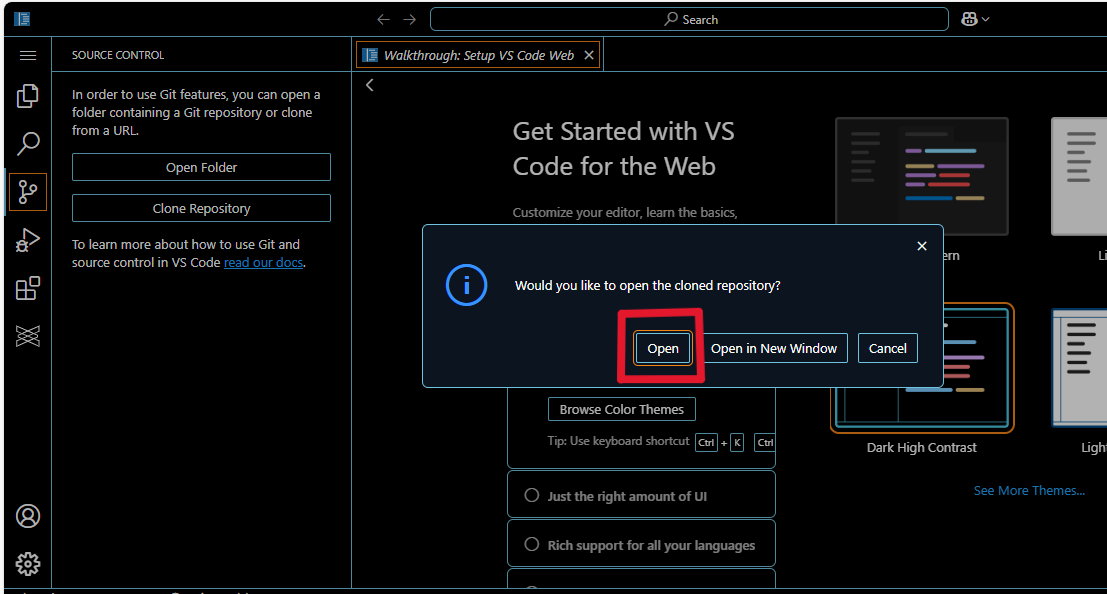 Search
SOURCE CONTROL
Walkthrough: Setup VS Code Web
In order to use Git features, you can open a
folder containing a Git repository or clone
from a URL.
Open Folder
Clone Repository
To learn more about how to use Git and
source control in VS Code read our docs.
Get Started with VS
Code for the Web
Customize your editor, learn the basics,
Would you like to open the cloned repository?
Open
Open in New Window
Cancel
Browse Color Themes
Tip: Use keyboard shortcut Ctrl + K Ctrl
Just the right amount of UI
Rich support for all your languages
Dark High Contrast
See More Themes...